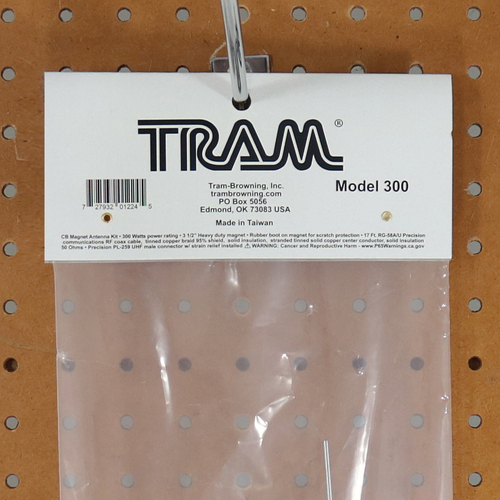 TRAM®
Tram-Browning, Inc.
trambrowning.com
PO Box 5056
Edmond, OK 73083 USA
Made in Taiwan
Model 300
7 27932 01224 5
CB Magnet Antenna Kit • 300 Watts power rating • 3 1/2" Heavy duty magnet • Rubber boot on magnet for scratch protection • 17 Ft. RG-58A/U Precision
communications RF coax cable, tinned copper braid 95% shield, solid insulation, stranded tinned solid copper center conductor, solid insulation
50 Ohms • Precision PL-259 UHF male connector w/ strain relief installed ⚠ WARNING: Cancer and Reproductive Harm - www.P65Warnings.ca.gov